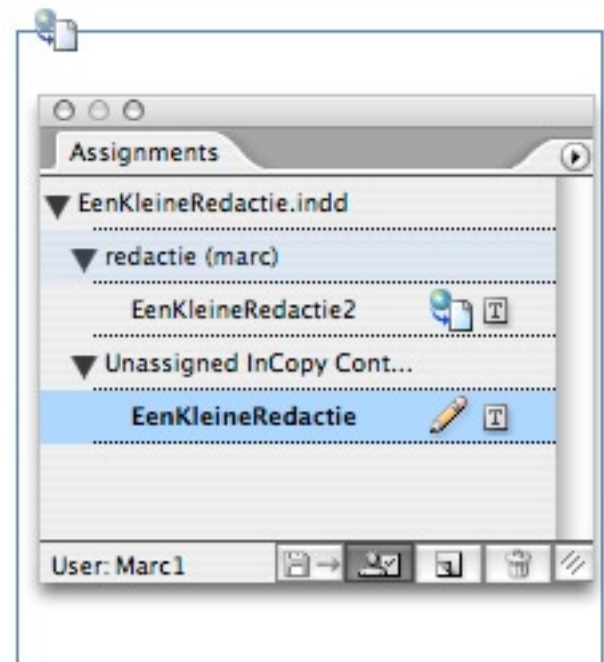 Assignments
EenKleineRedactie.indd
redactie (marc)
EenKleineRedactie2 T
Unassigned InCopy Cont...
EenKleineRedactie T
User: Marc1